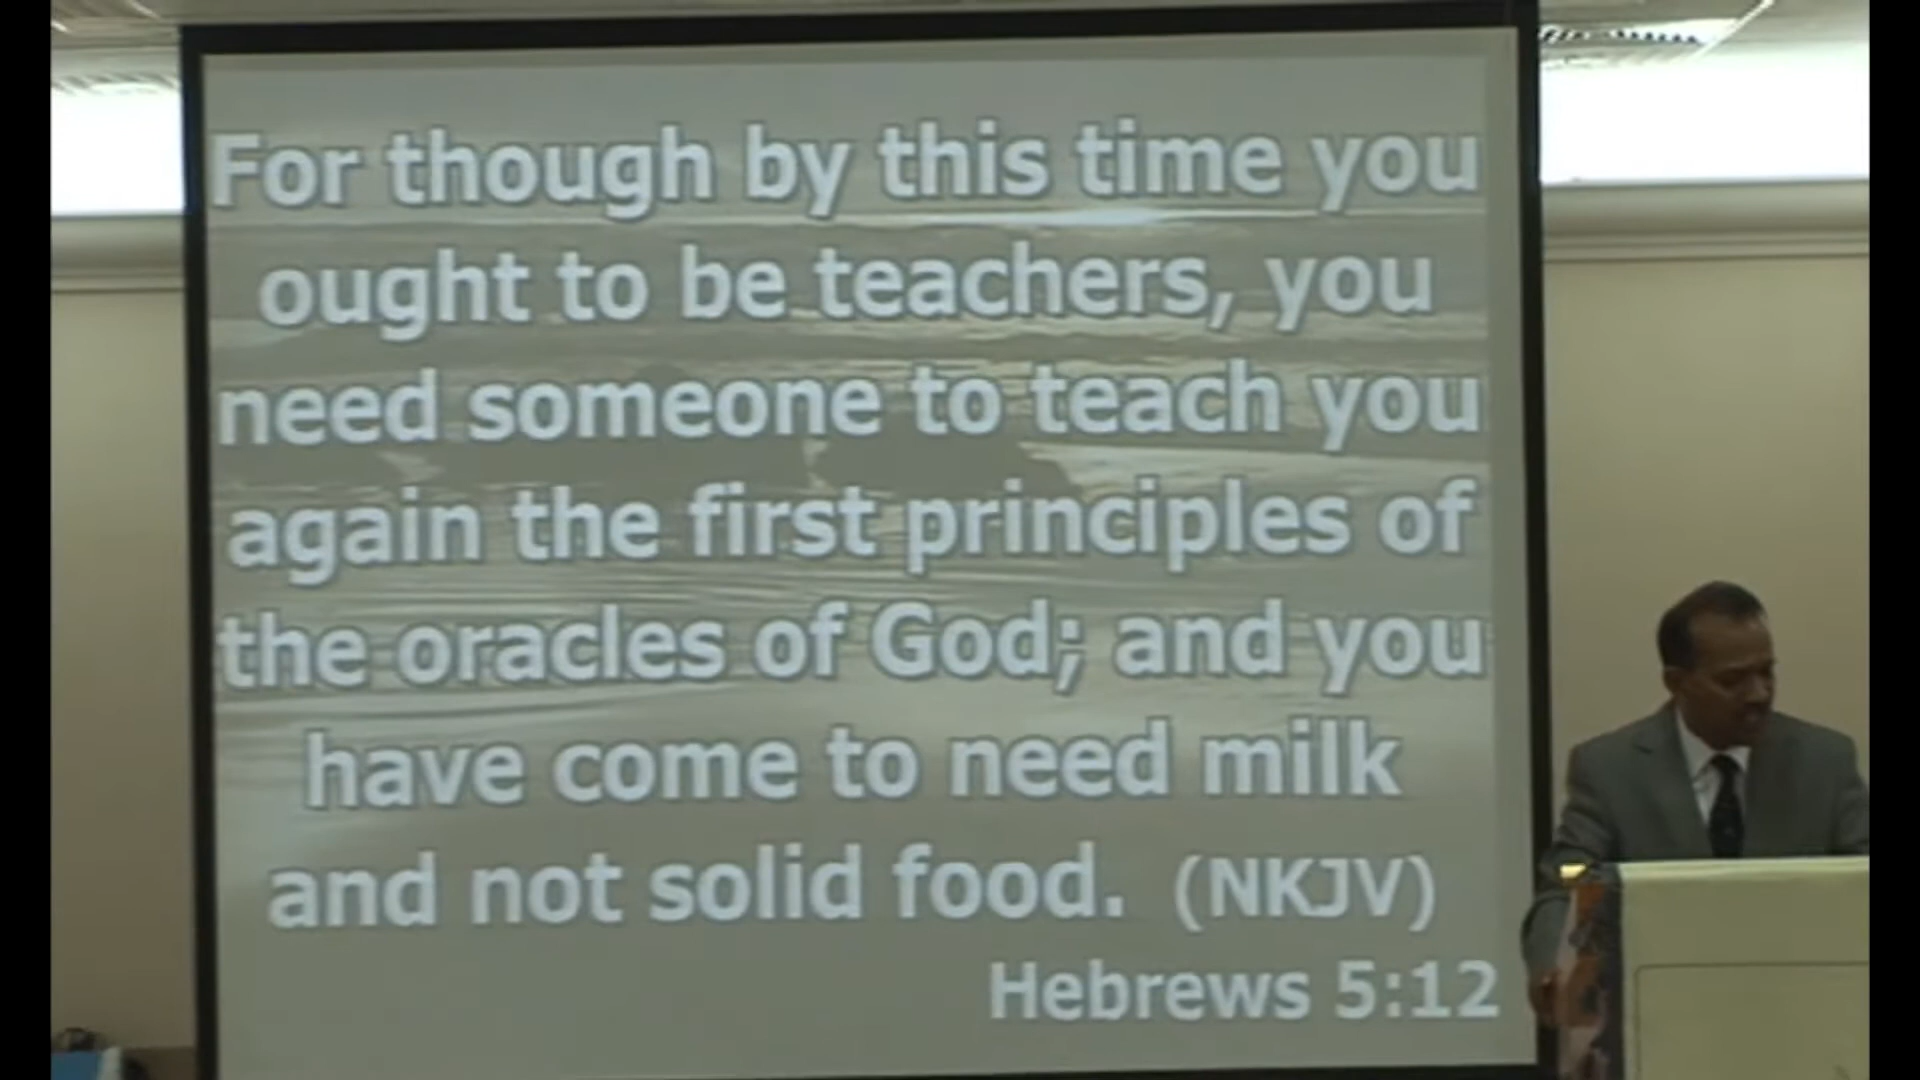 For though by this time you
ought to be teachers, you
need someone to teach you
again the first principles of
the oracles of God; and you
have come to need milk
and not solid food. (NKJV)
Hebrews 5:12